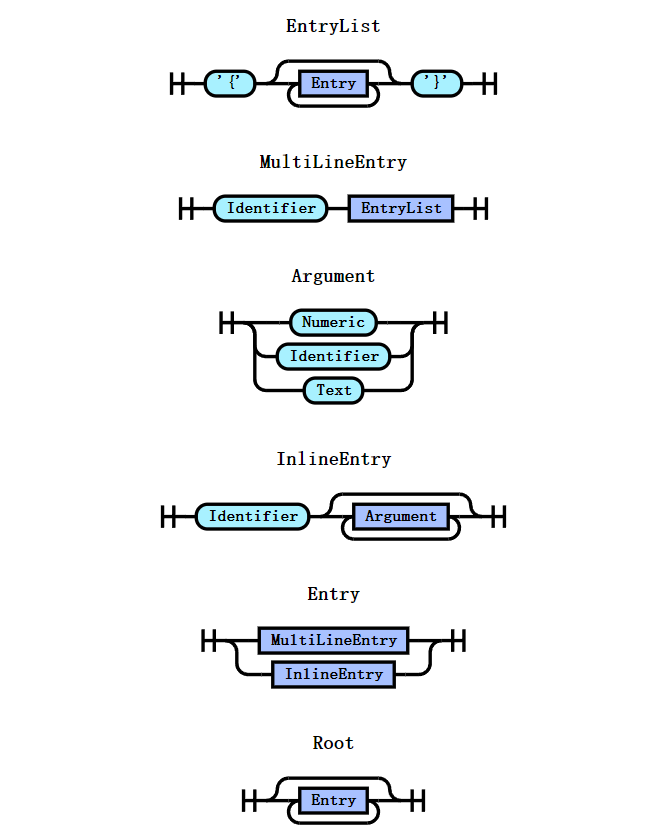 EntryList
'{' Entry '}'
MultiLineEntry
Identifier EntryList
Argument
Numeric
Identifier
Text
InlineEntry
Identifier Argument
Entry
MultiLineEntry
InlineEntry
Root
Entry